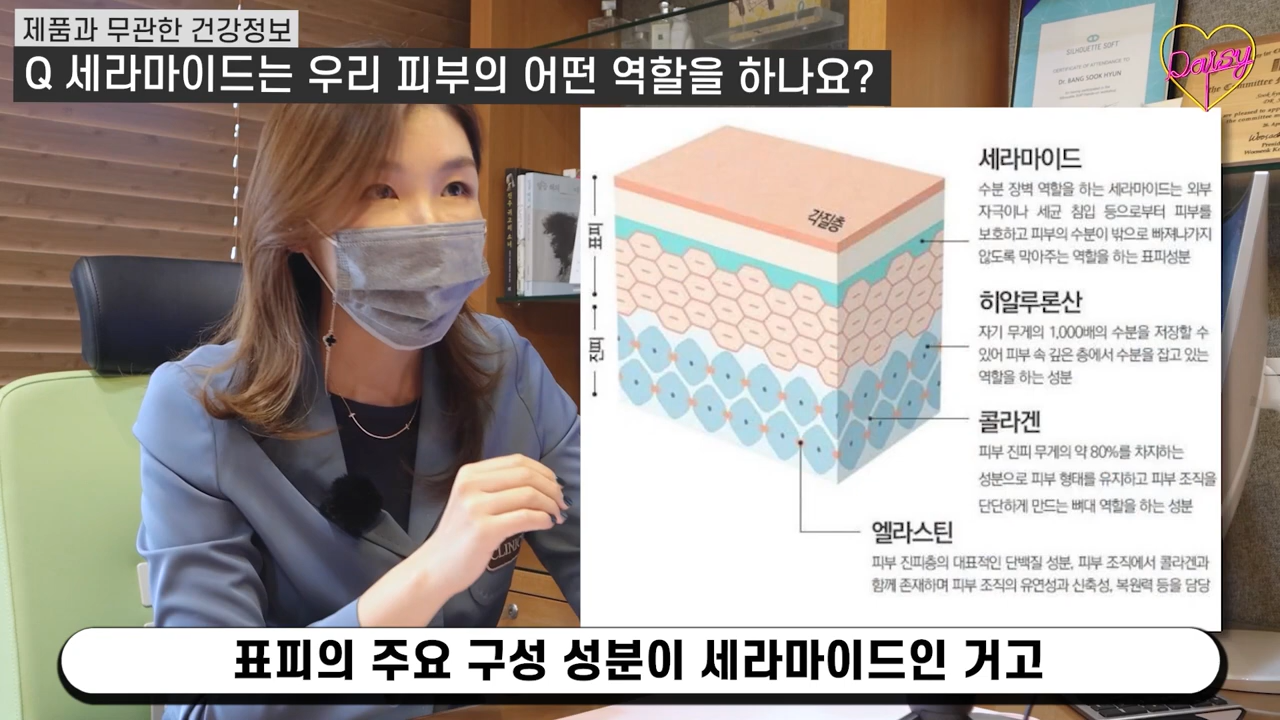 제품과 무관한 건강정보
Q 세라마이드는 우리 피부의 어떤 역할을 하나요?
Daisy
SILHOUETTE SOFT
CERTIFICATE OF ATTENDANCE TO
Dr. BANG SOOK HYUN
각질층
표피
진피
세라마이드
수분 장벽 역할을 하는 세라마이드는 외부
자극이나 세균 침입 등으로부터 피부를
보호하고 피부의 수분이 밖으로 빠져나가지
않도록 막아주는 역할을 하는 표피성분
히알루론산
자기 무게의 1,000배의 수분을 저장할 수
있어 피부 속 깊은 층에서 수분을 잡고 있는
역할을 하는 성분
콜라겐
피부 진피 무게의 약 80%를 차지하는
성분으로 피부 형태를 유지하고 피부 조직을
단단하게 만드는 뼈대 역할을 하는 성분
엘라스틴
피부 진피층의 대표적인 단백질 성분, 피부 조직에서 콜라겐과
함께 존재하며 피부 조직의 유연성과 신축성, 복원력 등을 담당
CLINIC
표피의 주요 구성 성분이 세라마이드인 거고